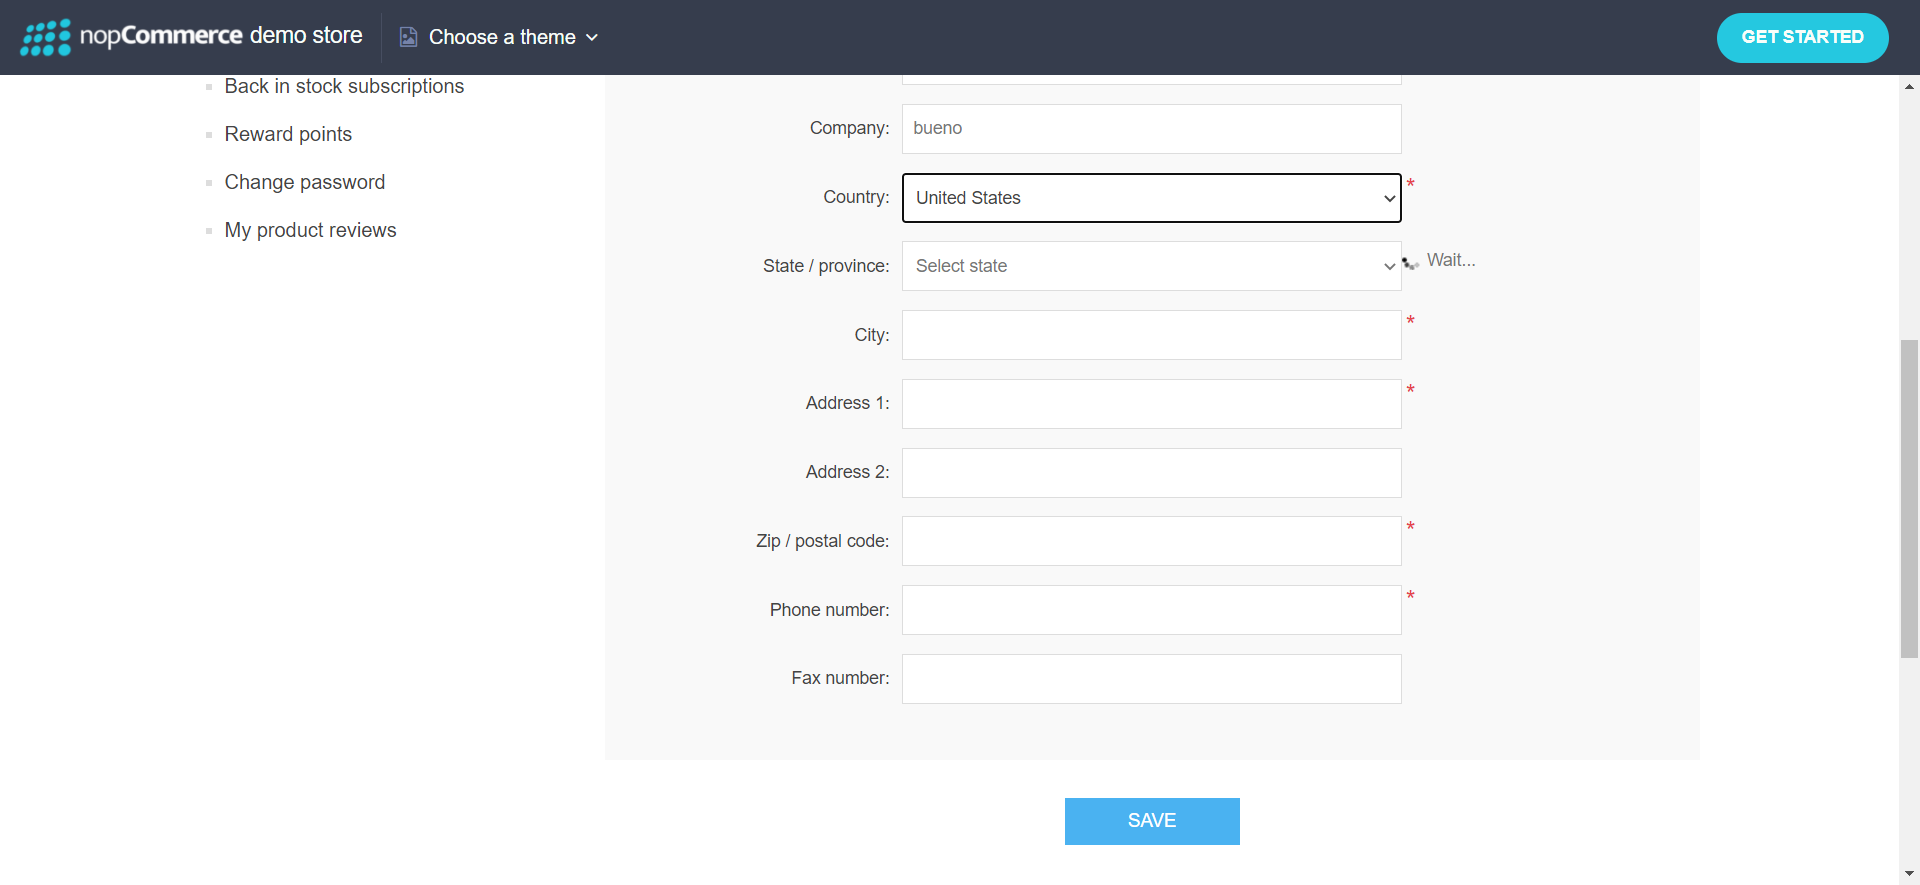 nopCommerce demo store
Choose a theme
GET STARTED
Back in stock subscriptions
Reward points
Change password
My product reviews
Company: bueno
Country: United States *
State / province: Select state Wait...
City: *
Address 1: *
Address 2:
Zip / postal code: *
Phone number: *
Fax number:
SAVE